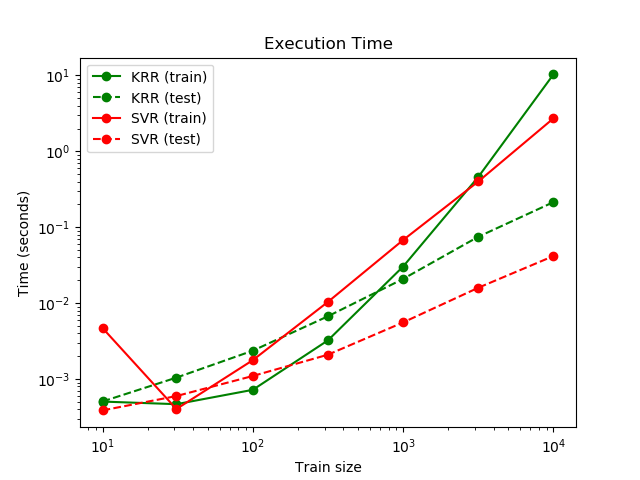 Execution Time
KRR (train)
KRR (test)
SVR (train)
SVR (test)
Time (seconds)
10¹
10⁰
10⁻¹
10⁻²
10⁻³
10¹ 10² 10³ 10⁴
Train size